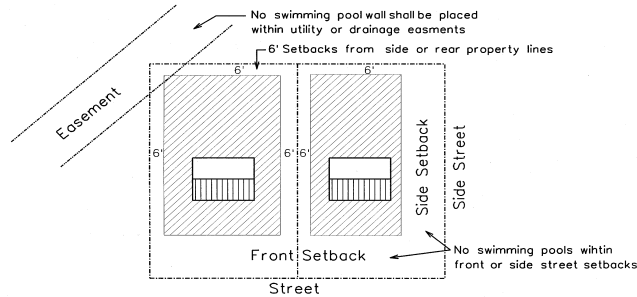 No swimming pool wall shall be placed
within utility or drainage easments
6' Setbacks from side or rear property lines
Easement
6'
6'
6'
6'
6'
Side Setback
Side Street
Front Setback
No swimming pools wihtin
front or side street setbacks
Street